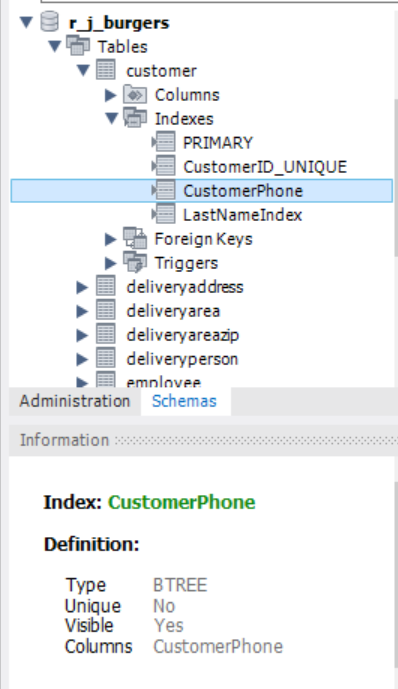 r_j_burgers
Tables
customer
Columns
Indexes
PRIMARY
CustomerID_UNIQUE
CustomerPhone
LastNameIndex
Foreign Keys
Triggers
deliveryaddress
deliveryarea
deliveryareazip
deliveryperson
employee
Administration Schemas
Information
Index: CustomerPhone
Definition:
Type BTREE
Unique No
Visible Yes
Columns CustomerPhone